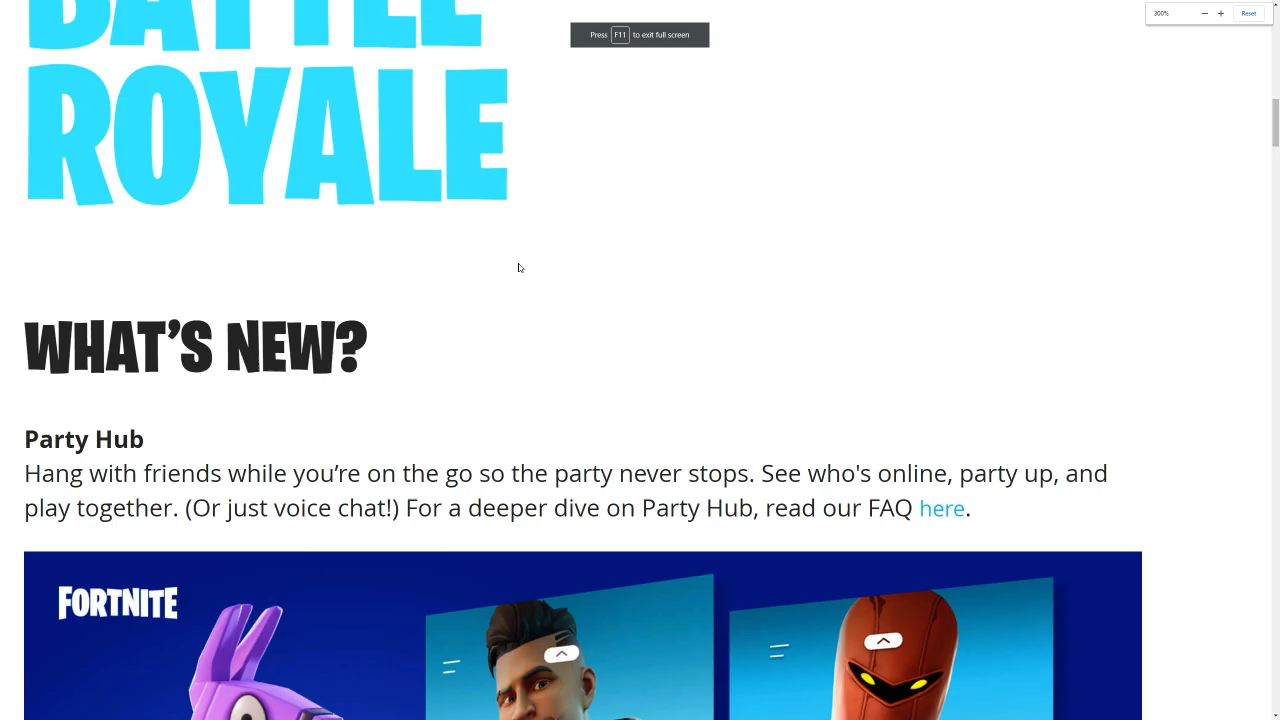 300%
Reset
Press F11 to exit full screen
BATTLE
ROYALE
WHAT’S NEW?
Party Hub
Hang with friends while you’re on the go so the party never stops. See who's online, party up, and
play together. (Or just voice chat!) For a deeper dive on Party Hub, read our FAQ here.
FORTNITE